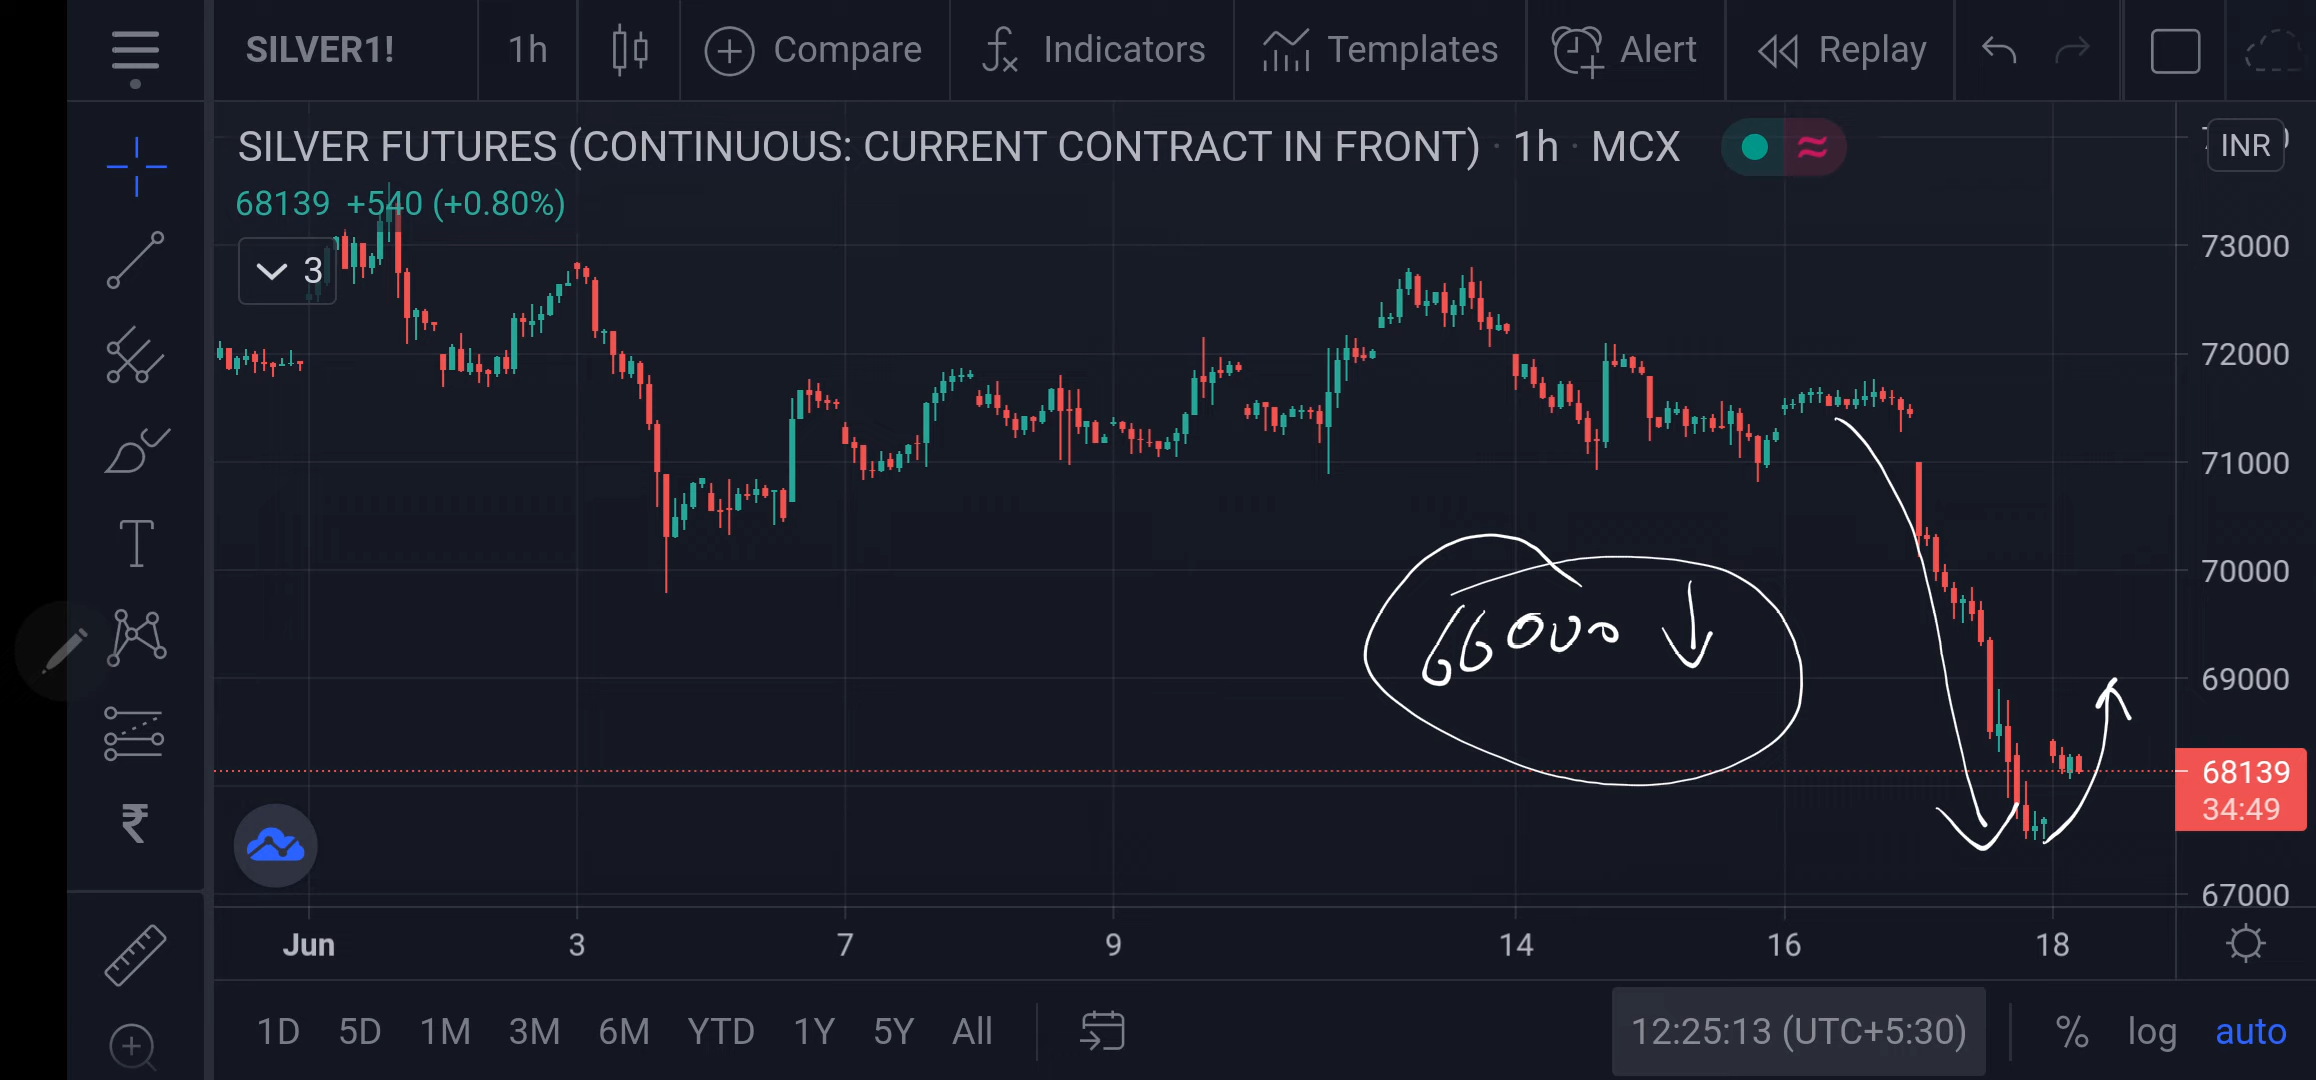 SILVER1! 1h Compare Indicators Templates Alert Replay
SILVER FUTURES (CONTINUOUS: CURRENT CONTRACT IN FRONT) · 1h · MCX
INR
68139 +540 (+0.80%)
3
73000
72000
71000
70000
69000
66000
68139
34:49
67000
Jun 3 7 9 14 16 18
1D 5D 1M 3M 6M YTD 1Y 5Y All
12:25:13 (UTC+5:30) % log auto